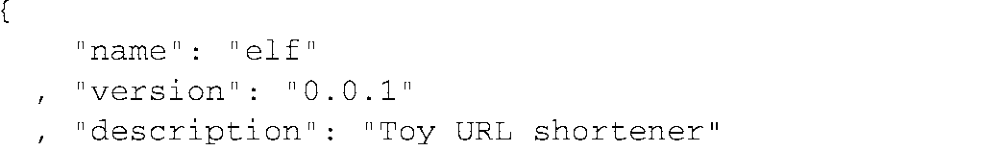 {
"name": "elf"
, "version": "0.0.1"
, "description": "Toy URL shortener"